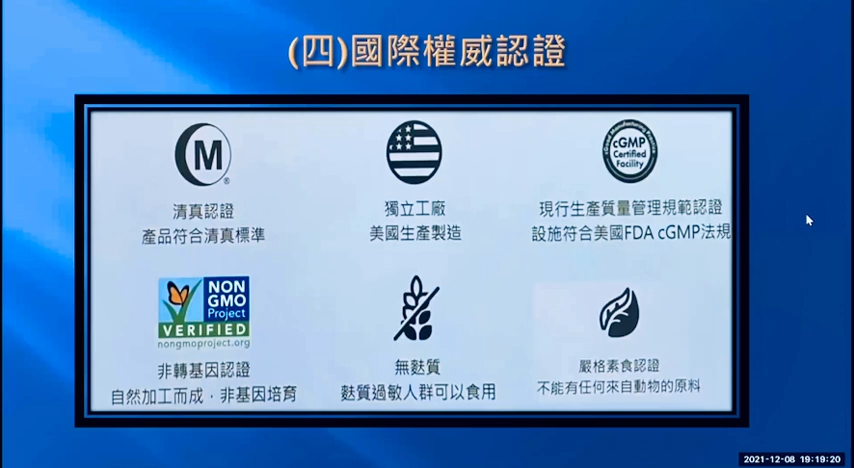 (四)國際權威認證
M
®
清真認證
產品符合清真標準
獨立工廠
美國生產製造
Good Manufacturing Practice
cGMP
Certified
Facility
現行生產質量管理規範認證
設施符合美國FDA cGMP法規
NON
GMO
Project
VERIFIED
nongmoproject.org
非轉基因認證
自然加工而成，非基因培育
無麩質
麩質過敏人群可以食用
嚴格素食認證
不能有任何來自動物的原料
2021-12-08 19:19:20